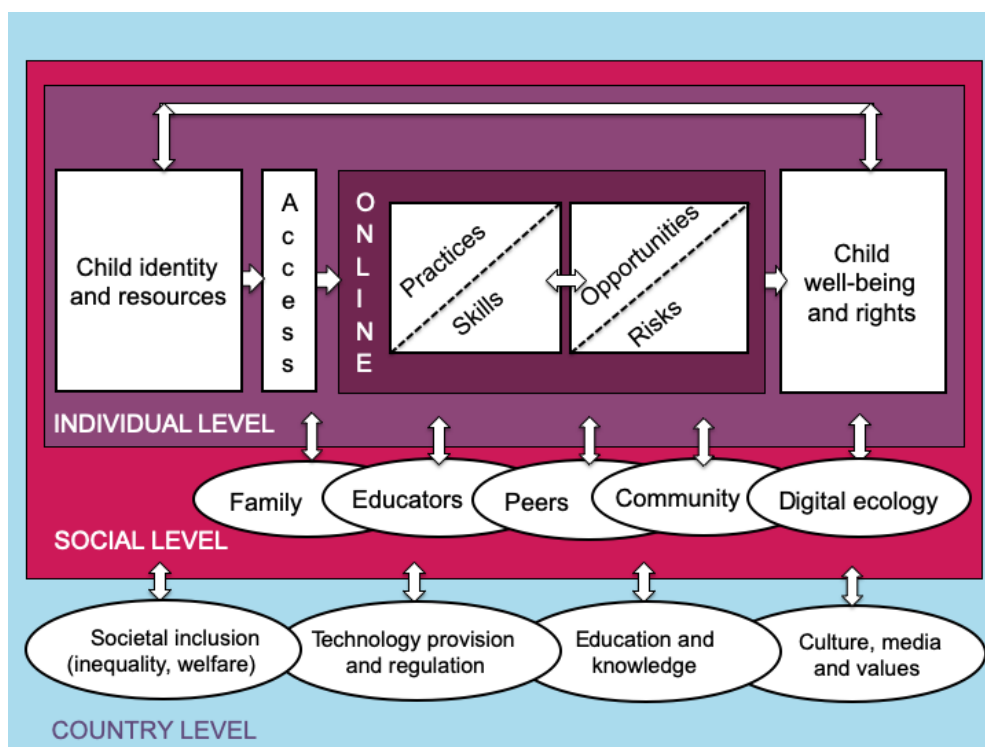 Child identity
and resources
Access
ONLINE
Practices
Skills
Opportunities
Risks
Child
well-being
and rights
INDIVIDUAL LEVEL
Family
Educators
Peers
Community
Digital ecology
SOCIAL LEVEL
Societal inclusion
(inequality, welfare)
Technology provision
and regulation
Education and
knowledge
Culture, media
and values
COUNTRY LEVEL